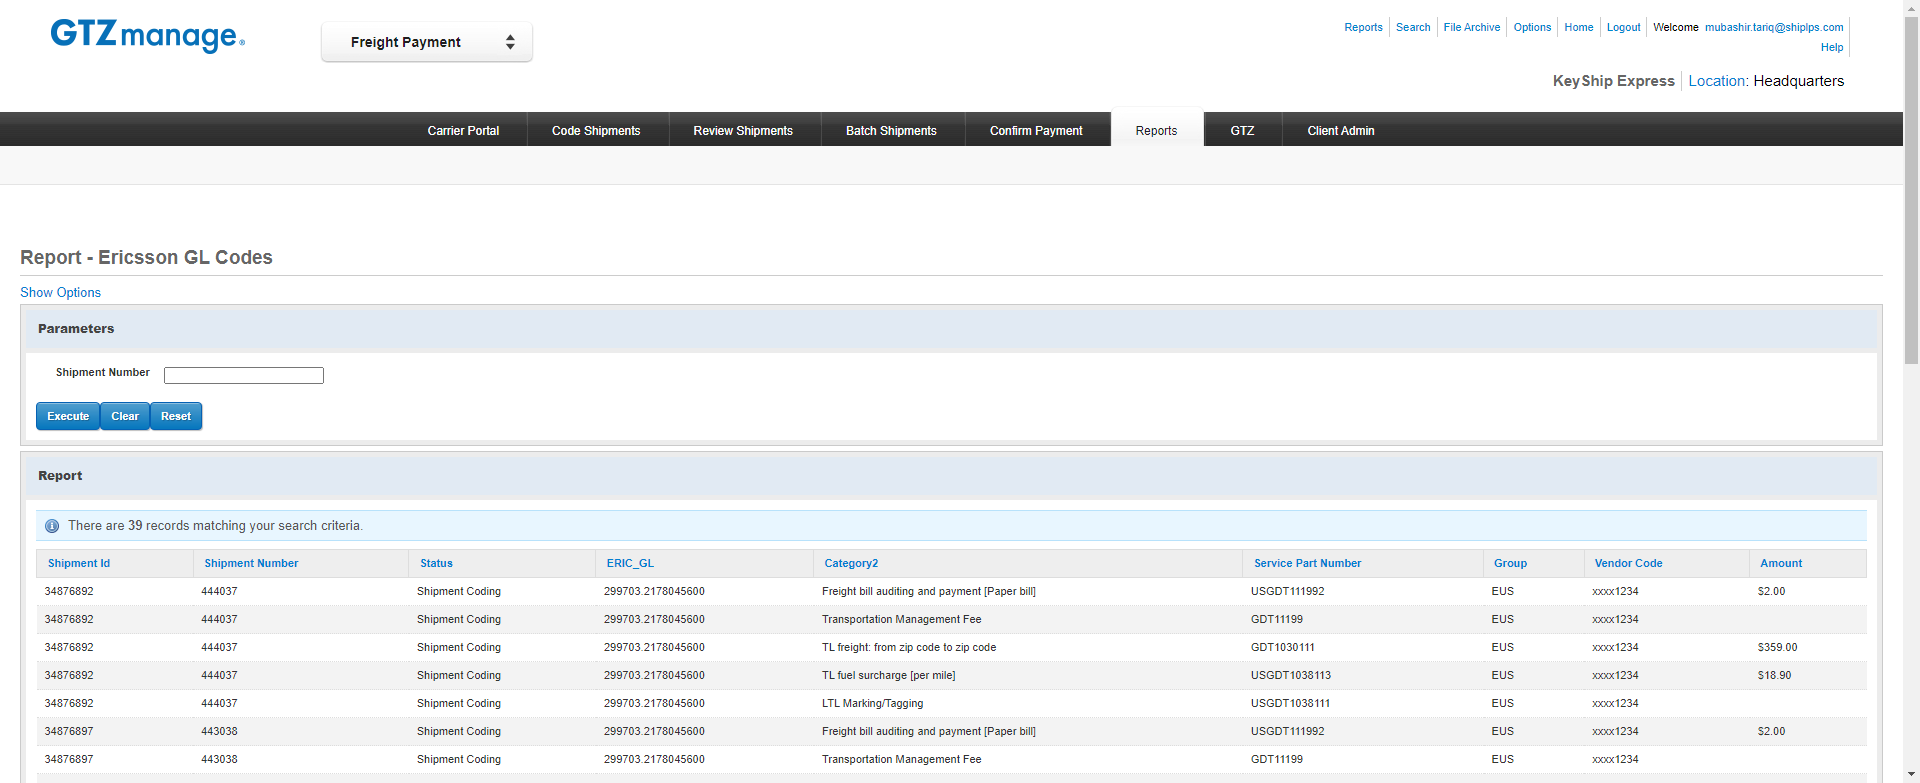 GTZmanage®
Freight Payment
Reports Search File Archive Options Home Logout Welcome mubashir.tariq@shiplps.com
Help
KeyShip Express Location: Headquarters
Carrier Portal Code Shipments Review Shipments Batch Shipments Confirm Payment Reports GTZ Client Admin
Report - Ericsson GL Codes
Show Options
Parameters
Shipment Number
Execute Clear Reset
Report
There are 39 records matching your search criteria.
Shipment Id Shipment Number Status ERIC_GL Category2 Service Part Number Group Vendor Code Amount
34876892 444037 Shipment Coding 299703.2178045600 Freight bill auditing and payment [Paper bill] USGDT111992 EUS xxxx1234 $2.00
34876892 444037 Shipment Coding 299703.2178045600 Transportation Management Fee GDT11199 EUS xxxx1234
34876892 444037 Shipment Coding 299703.2178045600 TL freight: from zip code to zip code GDT1030111 EUS xxxx1234 $359.00
34876892 444037 Shipment Coding 299703.2178045600 TL fuel surcharge [per mile] USGDT1038113 EUS xxxx1234 $18.90
34876892 444037 Shipment Coding 299703.2178045600 LTL Marking/Tagging USGDT1038111 EUS xxxx1234
34876897 443038 Shipment Coding 299703.2178045600 Freight bill auditing and payment [Paper bill] USGDT111992 EUS xxxx1234 $2.00
34876897 443038 Shipment Coding 299703.2178045600 Transportation Management Fee GDT11199 EUS xxxx1234